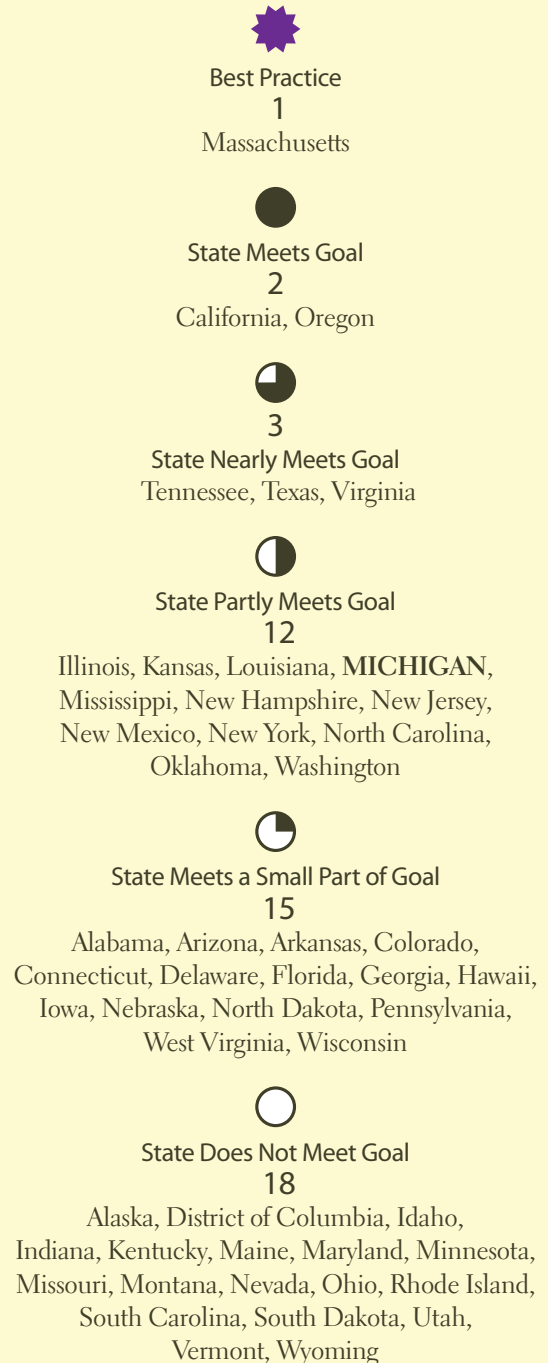 Best Practice
1
Massachusetts
State Meets Goal
2
California, Oregon
3
State Nearly Meets Goal
Tennessee, Texas, Virginia
State Partly Meets Goal
12
Illinois, Kansas, Louisiana, MICHIGAN,
Mississippi, New Hampshire, New Jersey,
New Mexico, New York, North Carolina,
Oklahoma, Washington
State Meets a Small Part of Goal
15
Alabama, Arizona, Arkansas, Colorado,
Connecticut, Delaware, Florida, Georgia, Hawaii,
Iowa, Nebraska, North Dakota, Pennsylvania,
West Virginia, Wisconsin
State Does Not Meet Goal
18
Alaska, District of Columbia, Idaho,
Indiana, Kentucky, Maine, Maryland, Minnesota,
Missouri, Montana, Nevada, Ohio, Rhode Island,
South Carolina, South Dakota, Utah,
Vermont, Wyoming